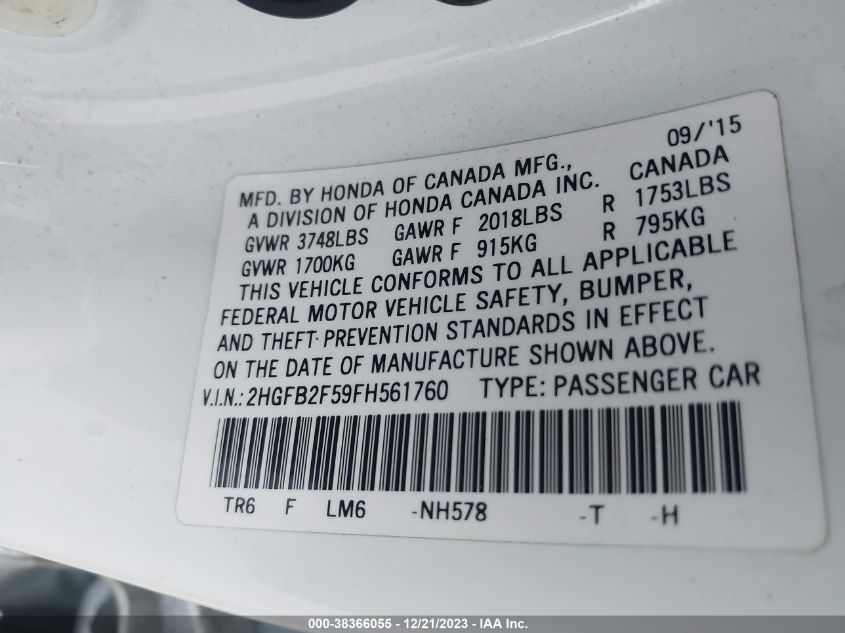 09/'15
MFD. BY HONDA OF CANADA MFG., CANADA
A DIVISION OF HONDA CANADA INC.
GVWR 3748LBS GAWR F 2018LBS R 1753LBS
GVWR 1700KG GAWR F 915KG R 795KG
THIS VEHICLE CONFORMS TO ALL APPLICABLE
FEDERAL MOTOR VEHICLE SAFETY, BUMPER,
AND THEFT PREVENTION STANDARDS IN EFFECT
ON THE DATE OF MANUFACTURE SHOWN ABOVE.
V.I.N.: 2HGFB2F59FH561760 TYPE: PASSENGER CAR
TR6 F LM6 -NH578 -T -H
000-38366055 - 12/21/2023 - IAA Inc.